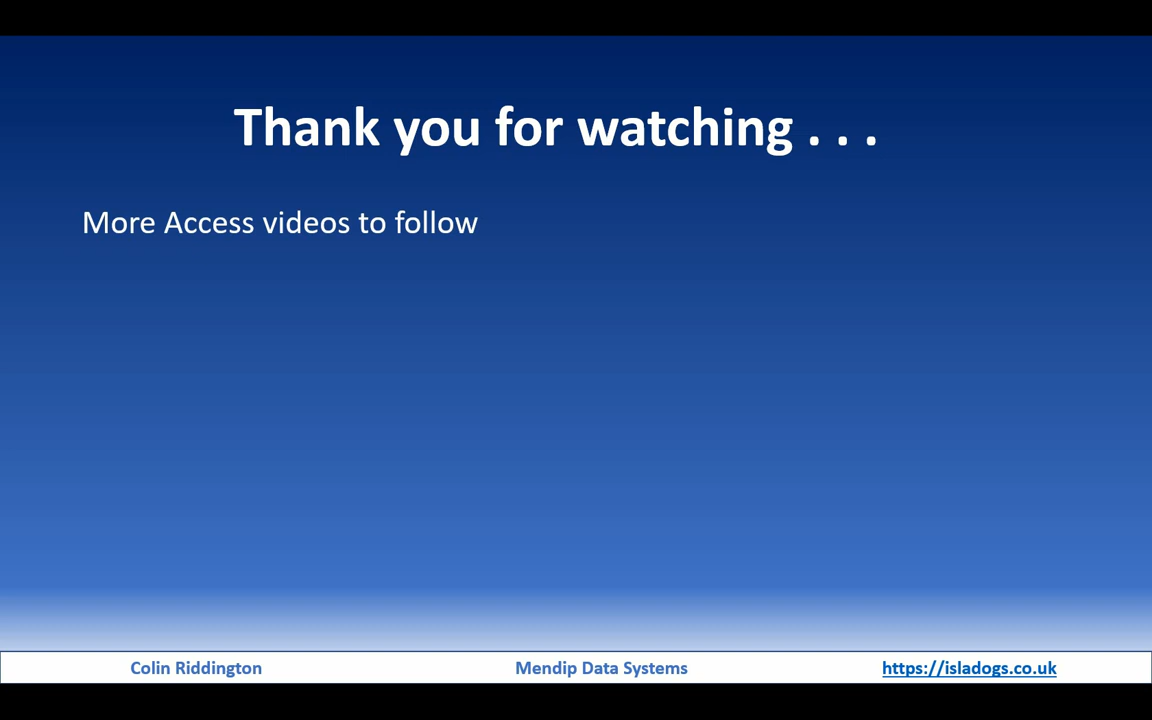 Thank you for watching . . .
More Access videos to follow
Colin Riddington
Mendip Data Systems
https://isladogs.co.uk